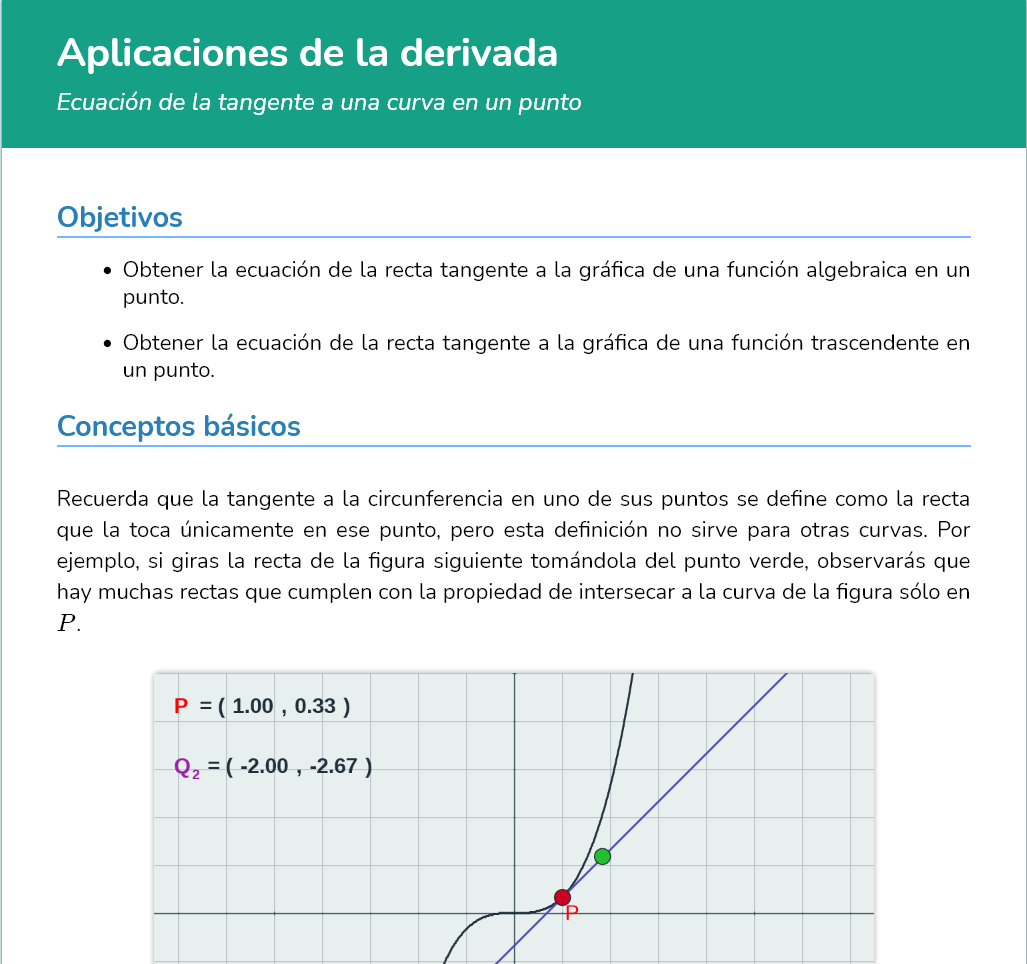 Aplicaciones de la derivada
Ecuación de la tangente a una curva en un punto
Objetivos
• Obtener la ecuación de la recta tangente a la gráfica de una función algebraica en un
punto.
• Obtener la ecuación de la recta tangente a la gráfica de una función trascendente en
un punto.
Conceptos básicos
Recuerda que la tangente a la circunferencia en uno de sus puntos se define como la recta
que la toca únicamente en ese punto, pero esta definición no sirve para otras curvas. Por
ejemplo, si giras la recta de la figura siguiente tomándola del punto verde, observarás que
hay muchas rectas que cumplen con la propiedad de intersecar a la curva de la figura sólo en
P.
P = ( 1.00 , 0.33 )
Q₂ = ( -2.00 , -2.67 )
P